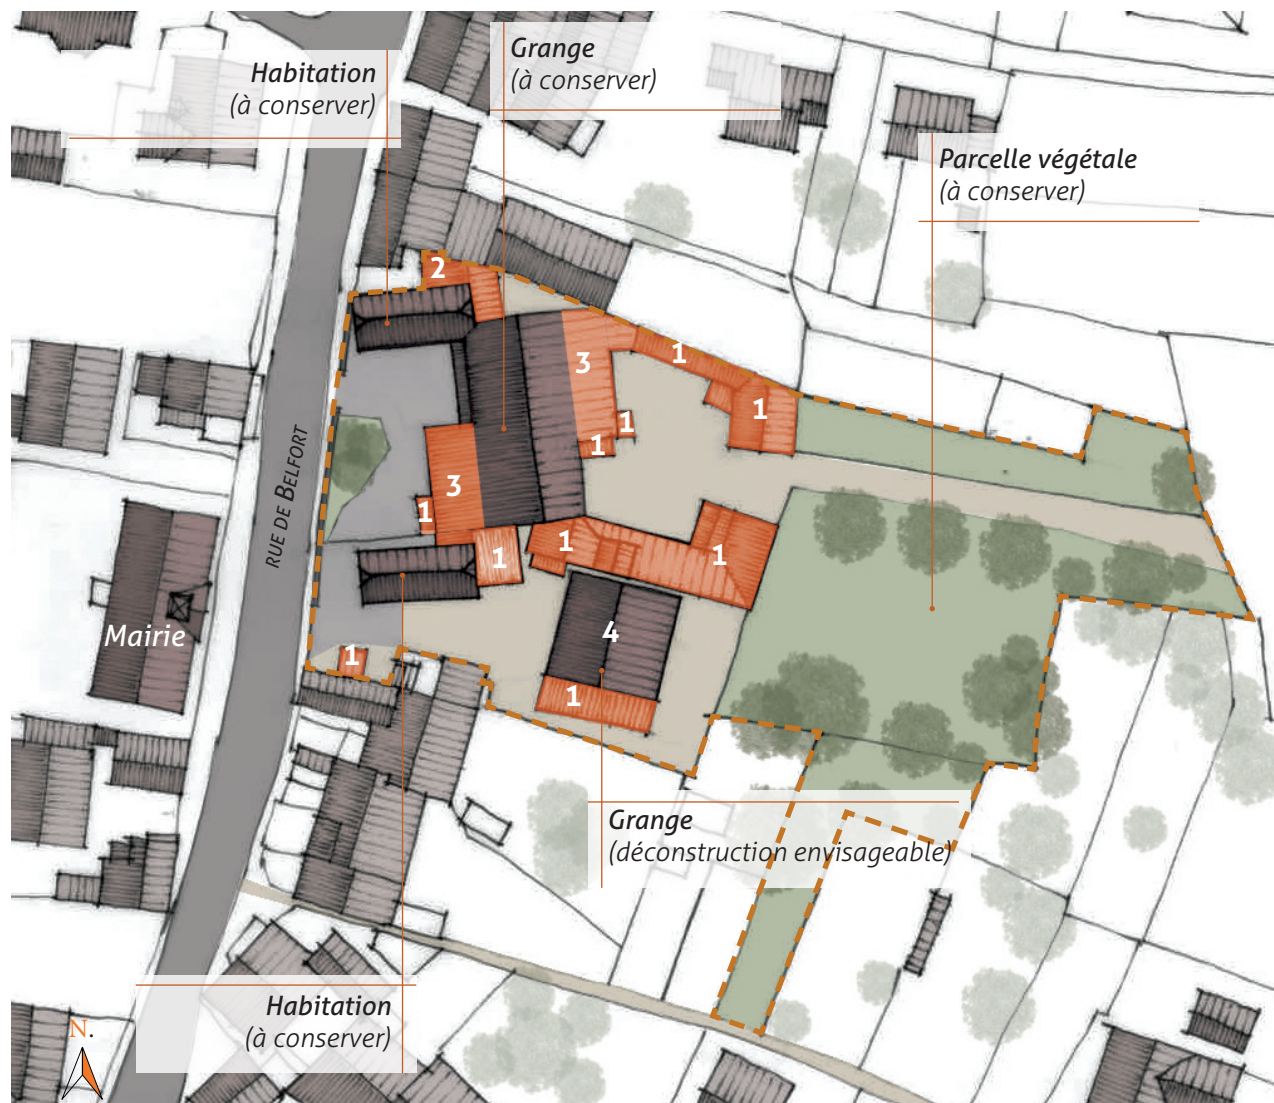 Grange
(à conserver)
Habitation
(à conserver)
Parcelle végétale
(à conserver)
2
1
3
1
1
1
RUE DE BELFORT
3
1
1
1
1
Mairie
4
1
1
Grange
(déconstruction envisageable)
Habitation
(à conserver)
N.